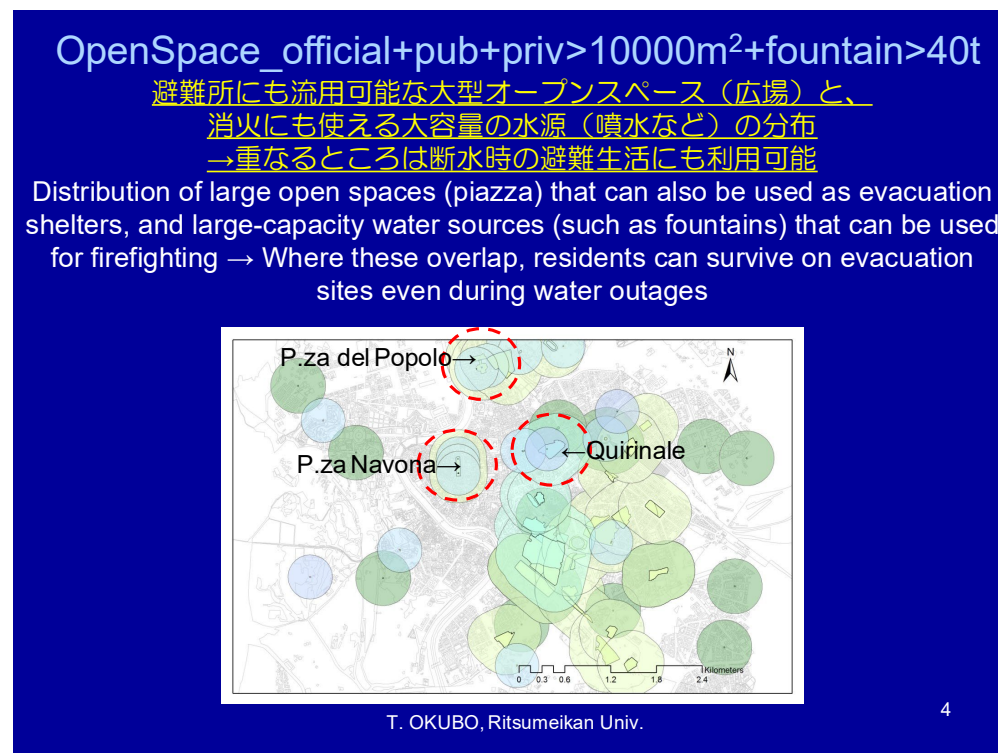 OpenSpace_official+pub+priv>10000m²+fountain>40t
避難所にも流用可能な大型オープンスペース（広場）と、
消火にも使える大容量の水源（噴水など）の分布
→重なるところは断水時の避難生活にも利用可能
Distribution of large open spaces (piazza) that can also be used as evacuation
shelters, and large-capacity water sources (such as fountains) that can be used
for firefighting → Where these overlap, residents can survive on evacuation
sites even during water outages
P.za del Popolo→
N
P.za Navona→
←Quirinale
Kilometers
0 0.3 0.6 1.2 1.8 2.4
T. OKUBO, Ritsumeikan Univ.
4